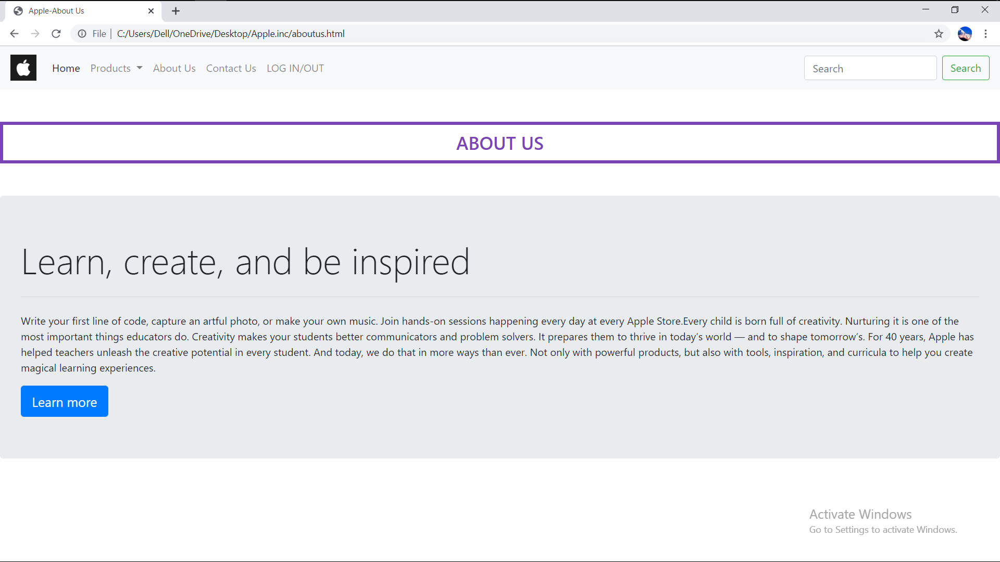 Apple-About Us
File C:/Users/Dell/OneDrive/Desktop/Apple.inc/aboutus.html
Home Products About Us Contact Us LOG IN/OUT Search Search
ABOUT US
Learn, create, and be inspired
Write your first line of code, capture an artful photo, or make your own music. Join hands-on sessions happening every day at every Apple Store.Every child is born full of creativity. Nurturing it is one of the
most important things educators do. Creativity makes your students better communicators and problem solvers. It prepares them to thrive in today’s world — and to shape tomorrow’s. For 40 years, Apple has
helped teachers unleash the creative potential in every student. And today, we do that in more ways than ever. Not only with powerful products, but also with tools, inspiration, and curricula to help you create
magical learning experiences.
Learn more
Activate Windows
Go to Settings to activate Windows.